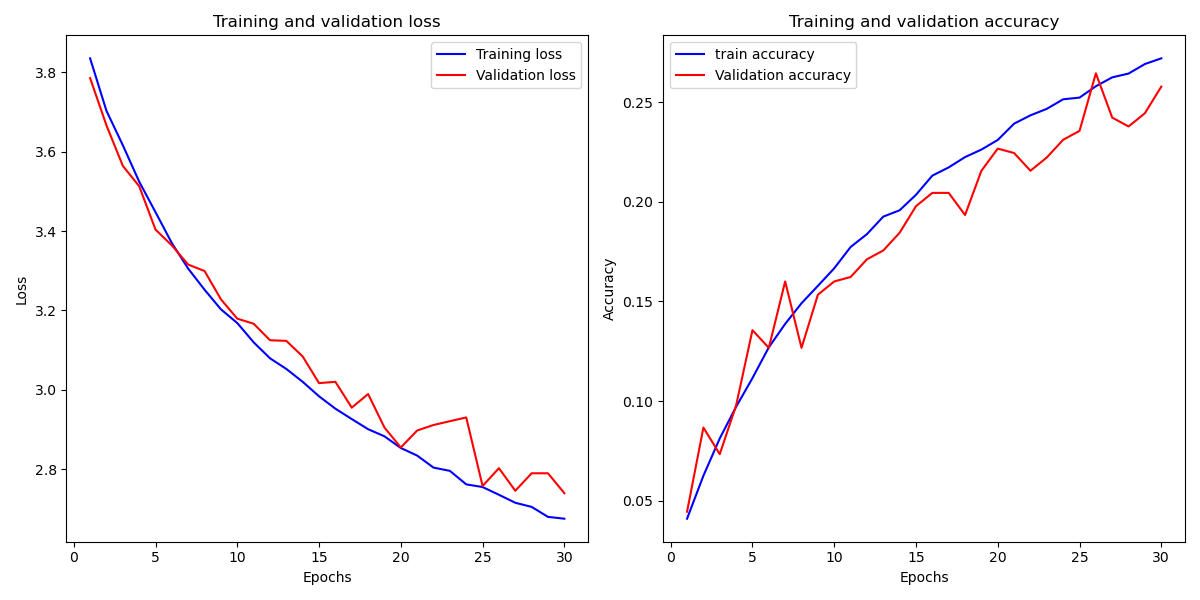 Training and validation loss
Training loss
Validation loss
3.8
3.6
3.4
3.2
3.0
2.8
Loss
0 5 10 15 20 25 30
Epochs
Training and validation accuracy
train accuracy
Validation accuracy
0.25
0.20
0.15
0.10
0.05
Accuracy
0 5 10 15 20 25 30
Epochs